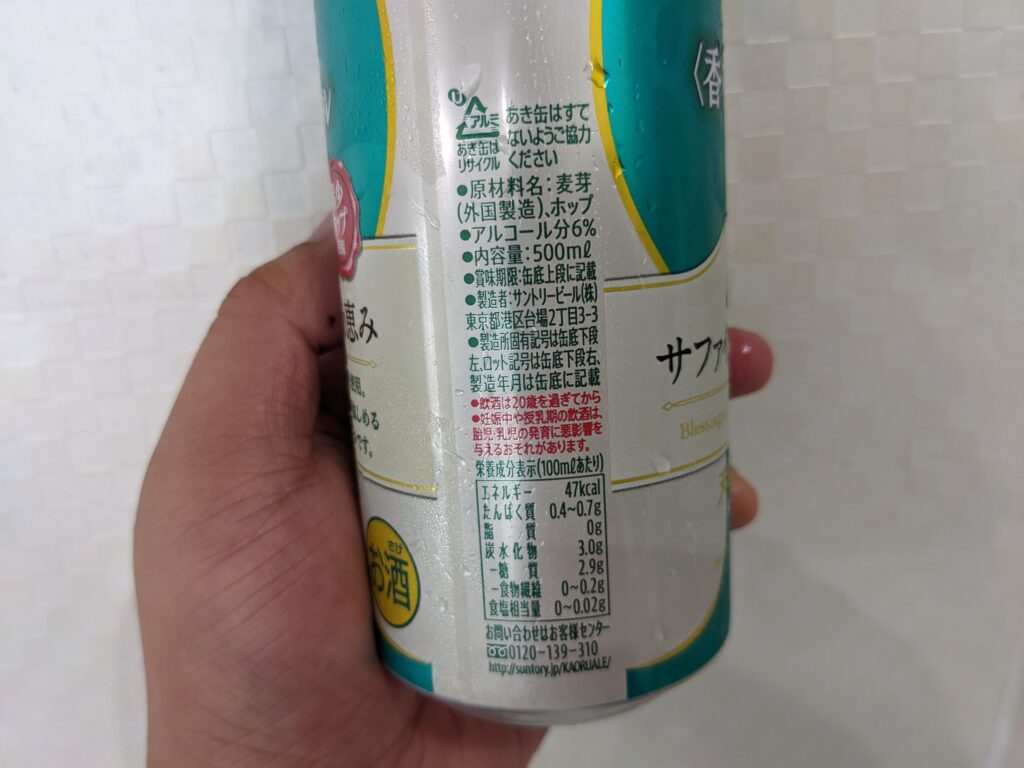 アルミ
あき缶は
リサイクル
あき缶はすて
ないようご協力
ください
●原材料名:麦芽
(外国製造)、ホップ
●アルコール分6%
●内容量:500mℓ
●賞味期限:缶底上段に記載
●製造者:サントリービール(株)
東京都港区台場2丁目3-3
●製造所固有記号は缶底下段
左、ロット記号は缶底下段右、
製造年月は缶底に記載
●飲酒は20歳を過ぎてから
●妊娠中や授乳期の飲酒は、
胎児・乳児の発育に悪影響を
与えるおそれがあります。
栄養成分表示(100mℓあたり)
エネルギー 47kcal
たんぱく質 0.4~0.7g
脂質 0g
炭水化物 3.0g
-糖質 2.9g
-食物繊維 0~0.2g
食塩相当量 0~0.02g
お問い合わせはお客様センター
0120-139-310
http://suntory.jp/KAORUALE/
恵み
しめる
です。
お酒
さけ
〈香
サファ
Blessing